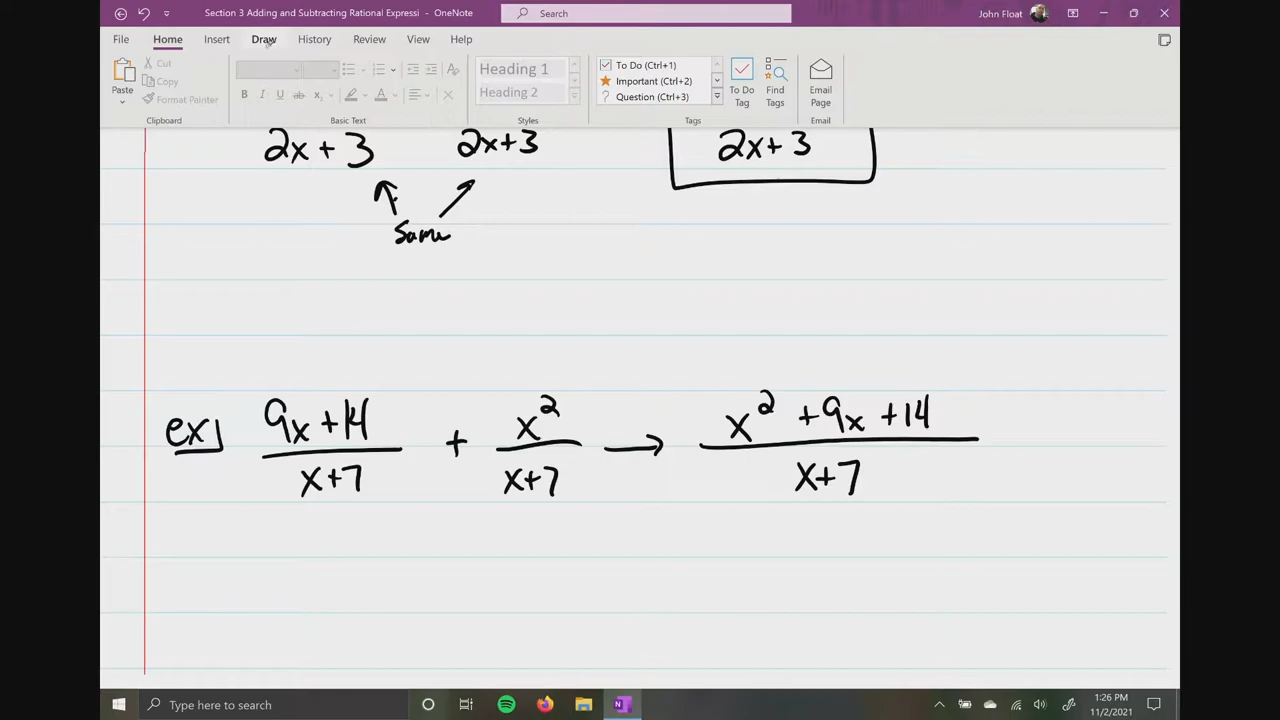 Section 3 Adding and Subtracting Rational Expressi - OneNote
Search
John Float
File Home Insert Draw History Review View Help
Paste
Cut
Copy
Format Painter
Clipboard
B I U ab x
Basic Text
Heading 1
Heading 2
Styles
To Do (Ctrl+1)
Important (Ctrl+2)
? Question (Ctrl+3)
To Do Tag
Find Tags
Tags
Email Page
Email
2x + 3 2x+3 2x+3
Same
ex] 9x+14 + x² → x² +9x +14
x+7 x+7 x+7
Type here to search
1:26 PM
11/2/2021